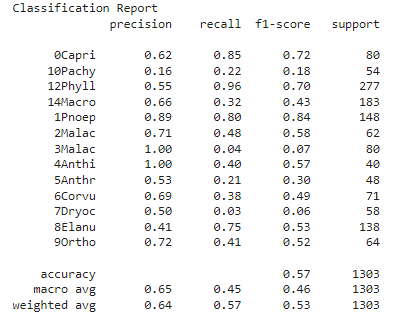 Classification Report
precision recall f1-score support
0Capri 0.62 0.85 0.72 80
10Pachy 0.16 0.22 0.18 54
12Phyll 0.55 0.96 0.70 277
14Macro 0.66 0.32 0.43 183
1Pnoep 0.89 0.80 0.84 148
2Malac 0.71 0.48 0.58 62
3Malac 1.00 0.04 0.07 80
4Anthi 1.00 0.40 0.57 40
5Anthr 0.53 0.21 0.30 48
6Corvu 0.69 0.38 0.49 71
7Dryoc 0.50 0.03 0.06 58
8Elanu 0.41 0.75 0.53 138
9Ortho 0.72 0.41 0.52 64
accuracy 0.57 1303
macro avg 0.65 0.45 0.46 1303
weighted avg 0.64 0.57 0.53 1303